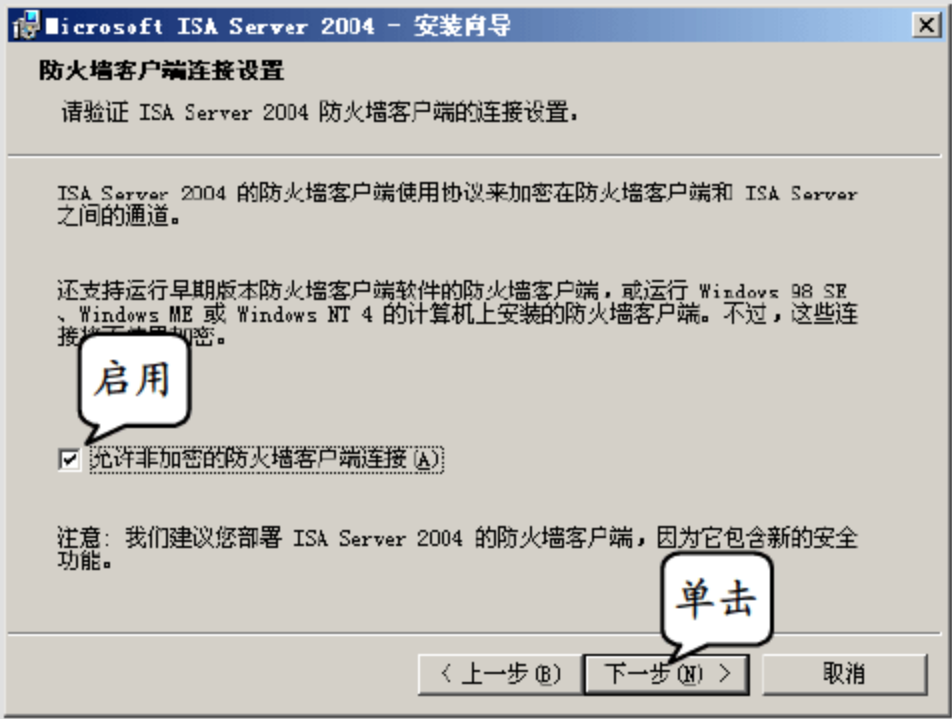 Microsoft ISA Server 2004 - 安装向导
防火墙客户端连接设置
请验证 ISA Server 2004 防火墙客户端的连接设置。
ISA Server 2004 的防火墙客户端使用协议来加密在防火墙客户端和 ISA Server
之间的通道。
还支持运行早期版本防火墙客户端软件的防火墙客户端，或运行 Windows 98 SE
、Windows ME 或 Windows NT 4 的计算机上安装的防火墙客户端。不过，这些连
接将不使用加密。
启用
允许非加密的防火墙客户端连接(A)
注意: 我们建议您部署 ISA Server 2004 的防火墙客户端，因为它包含新的安全
功能。
单击
< 上一步(B)
下一步(N) >
取消